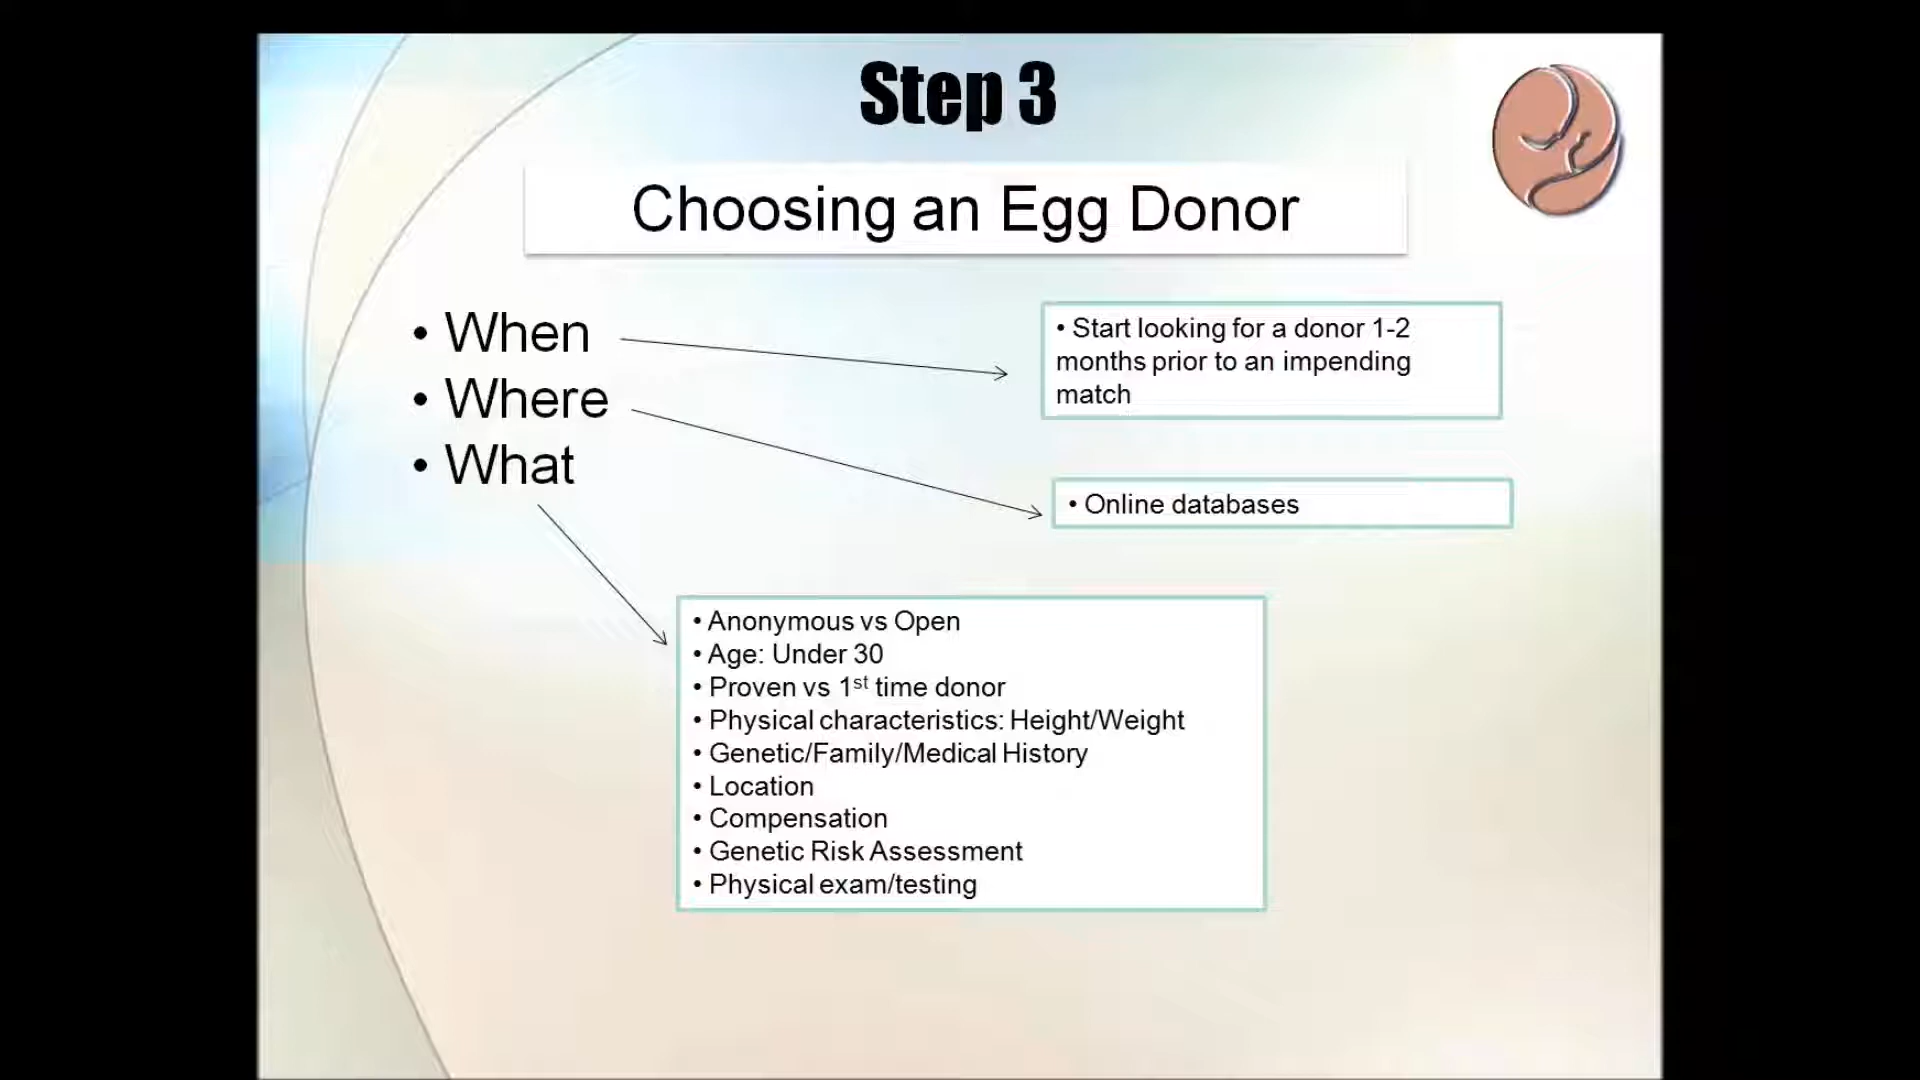 Step 3
Choosing an Egg Donor
• When
• Where
• What
• Start looking for a donor 1-2
months prior to an impending
match
• Online databases
• Anonymous vs Open
• Age: Under 30
• Proven vs 1st time donor
• Physical characteristics: Height/Weight
• Genetic/Family/Medical History
• Location
• Compensation
• Genetic Risk Assessment
• Physical exam/testing